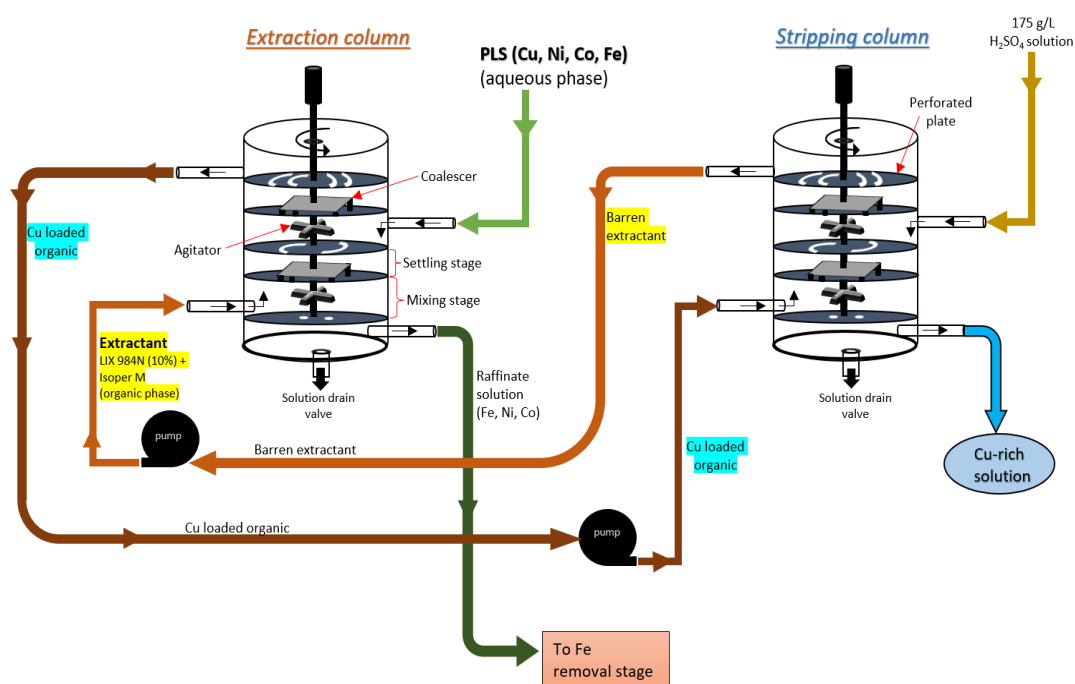 Extraction column
PLS (Cu, Ni, Co, Fe)
(aqueous phase)
Stripping column
175 g/L
H₂SO₄ solution
Perforated
plate
Coalescer
Agitator
Settling stage
Mixing stage
Cu loaded
organic
Barren
extractant
Extractant
LIX 984N (10%) +
Isoper M
(organic phase)
Solution drain
valve
Raffinate
solution
(Fe, Ni, Co)
Solution drain
valve
pump
Barren extractant
Cu loaded
organic
Cu-rich
solution
Cu loaded organic
pump
To Fe
removal stage